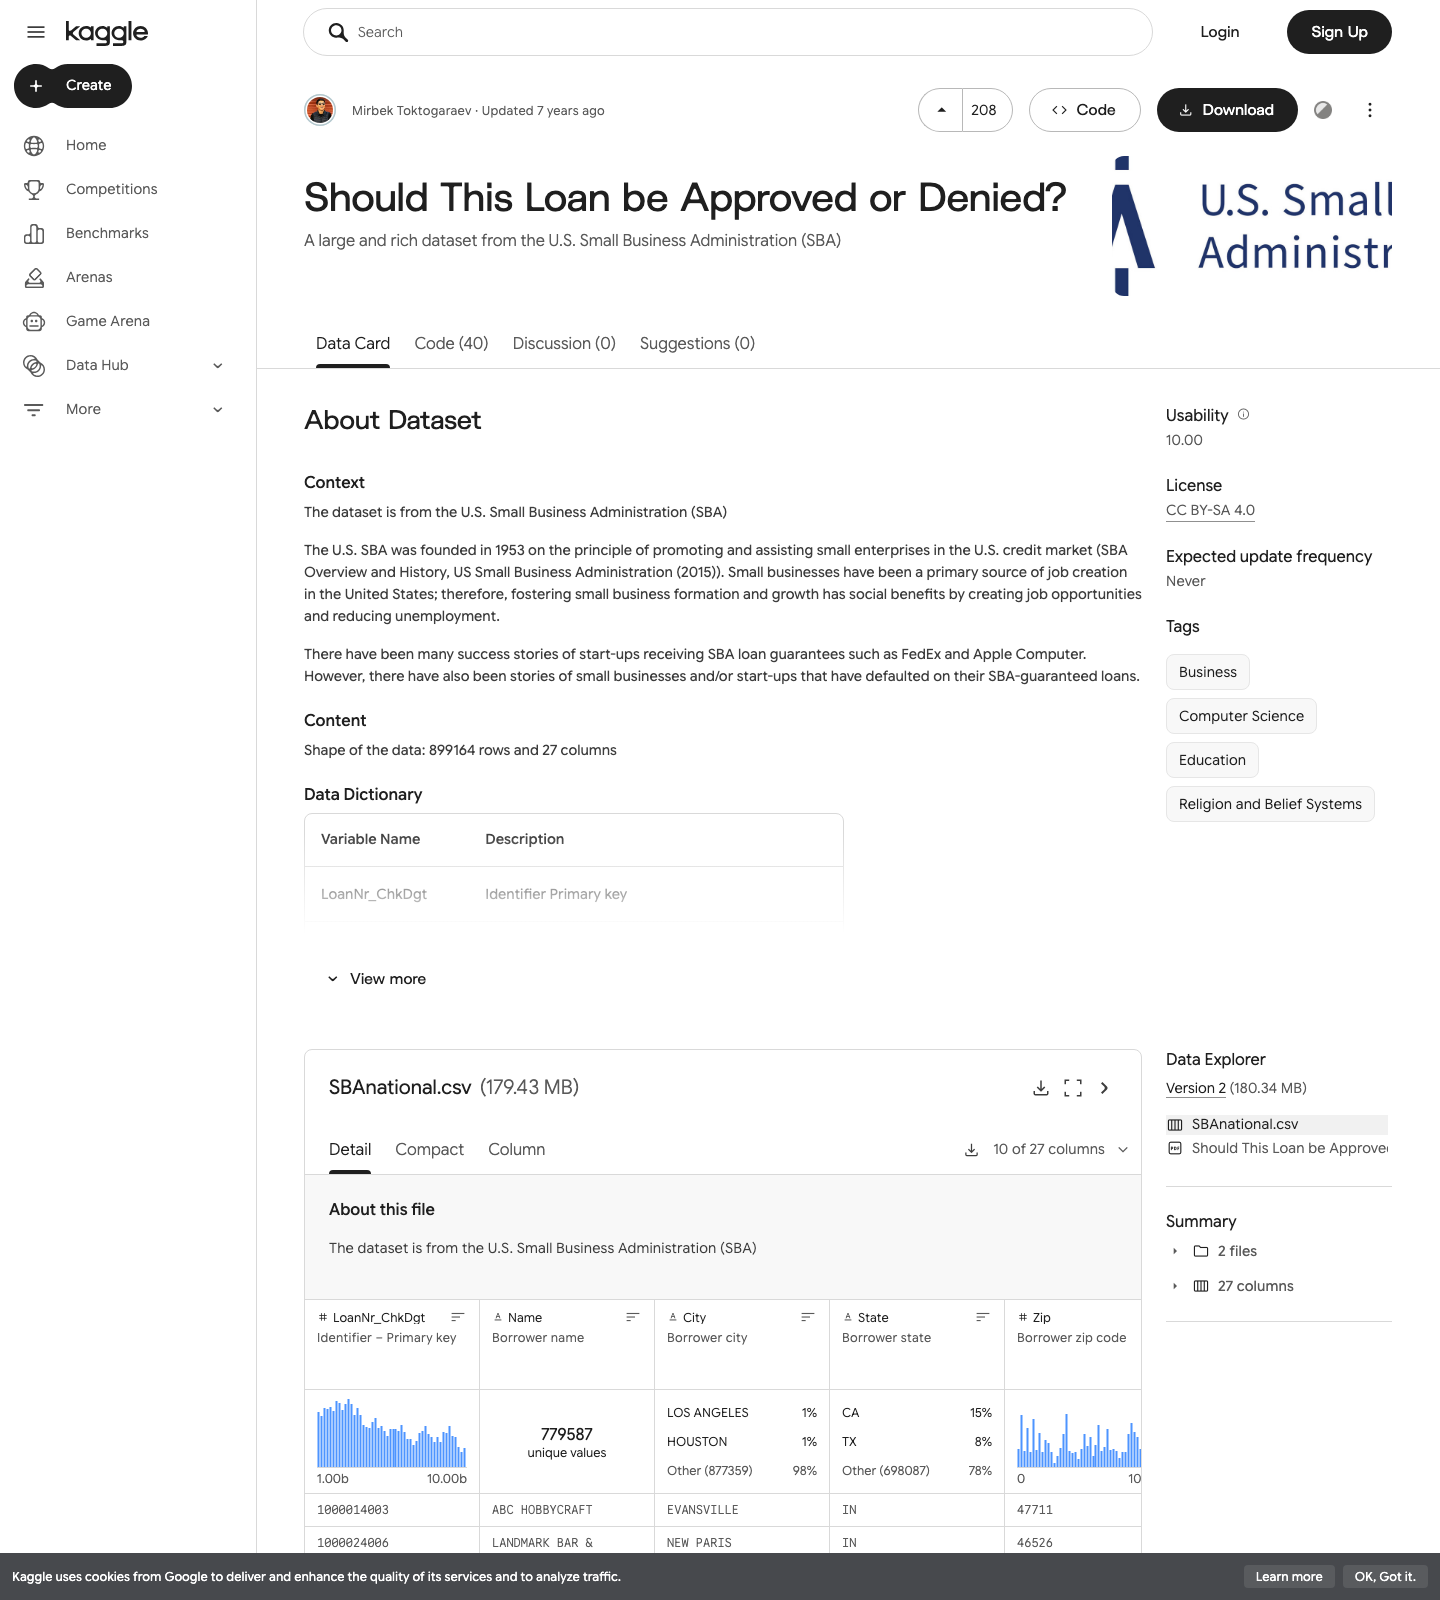 kaggle
Search
Login
Sign Up
Create
Home
Competitions
Benchmarks
Arenas
Game Arena
Data Hub
More
Mirbek Toktogaraev · Updated 7 years ago
208
Code
Download
Should This Loan be Approved or Denied?
A large and rich dataset from the U.S. Small Business Administration (SBA)
U.S. Small
Administr
Data Card
Code (40)
Discussion (0)
Suggestions (0)
About Dataset
Context
The dataset is from the U.S. Small Business Administration (SBA)
The U.S. SBA was founded in 1953 on the principle of promoting and assisting small enterprises in the U.S. credit market (SBA
Overview and History, US Small Business Administration (2015)). Small businesses have been a primary source of job creation
in the United States; therefore, fostering small business formation and growth has social benefits by creating job opportunities
and reducing unemployment.
There have been many success stories of start-ups receiving SBA loan guarantees such as FedEx and Apple Computer.
However, there have also been stories of small businesses and/or start-ups that have defaulted on their SBA-guaranteed loans.
Content
Shape of the data: 899164 rows and 27 columns
Data Dictionary
Variable Name Description
LoanNr_ChkDgt Identifier Primary key
View more
Usability
10.00
License
CC BY-SA 4.0
Expected update frequency
Never
Tags
Business
Computer Science
Education
Religion and Belief Systems
SBAnational.csv (179.43 MB)
Detail
Compact
Column
10 of 27 columns
About this file
The dataset is from the U.S. Small Business Administration (SBA)
# LoanNr_ChkDgt
Identifier – Primary key
A Name
Borrower name
A City
Borrower city
A State
Borrower state
# Zip
Borrower zip code
1.00b 10.00b
779587
unique values
LOS ANGELES 1%
HOUSTON 1%
Other (877359) 98%
CA 15%
TX 8%
Other (698087) 78%
0 10
1000014003 ABC HOBBYCRAFT EVANSVILLE IN 47711
1000024006 LANDMARK BAR & NEW PARIS IN 46526
Data Explorer
Version 2 (180.34 MB)
SBAnational.csv
Should This Loan be Approved
Summary
2 files
27 columns
Kaggle uses cookies from Google to deliver and enhance the quality of its services and to analyze traffic.
Learn more
OK, Got it.